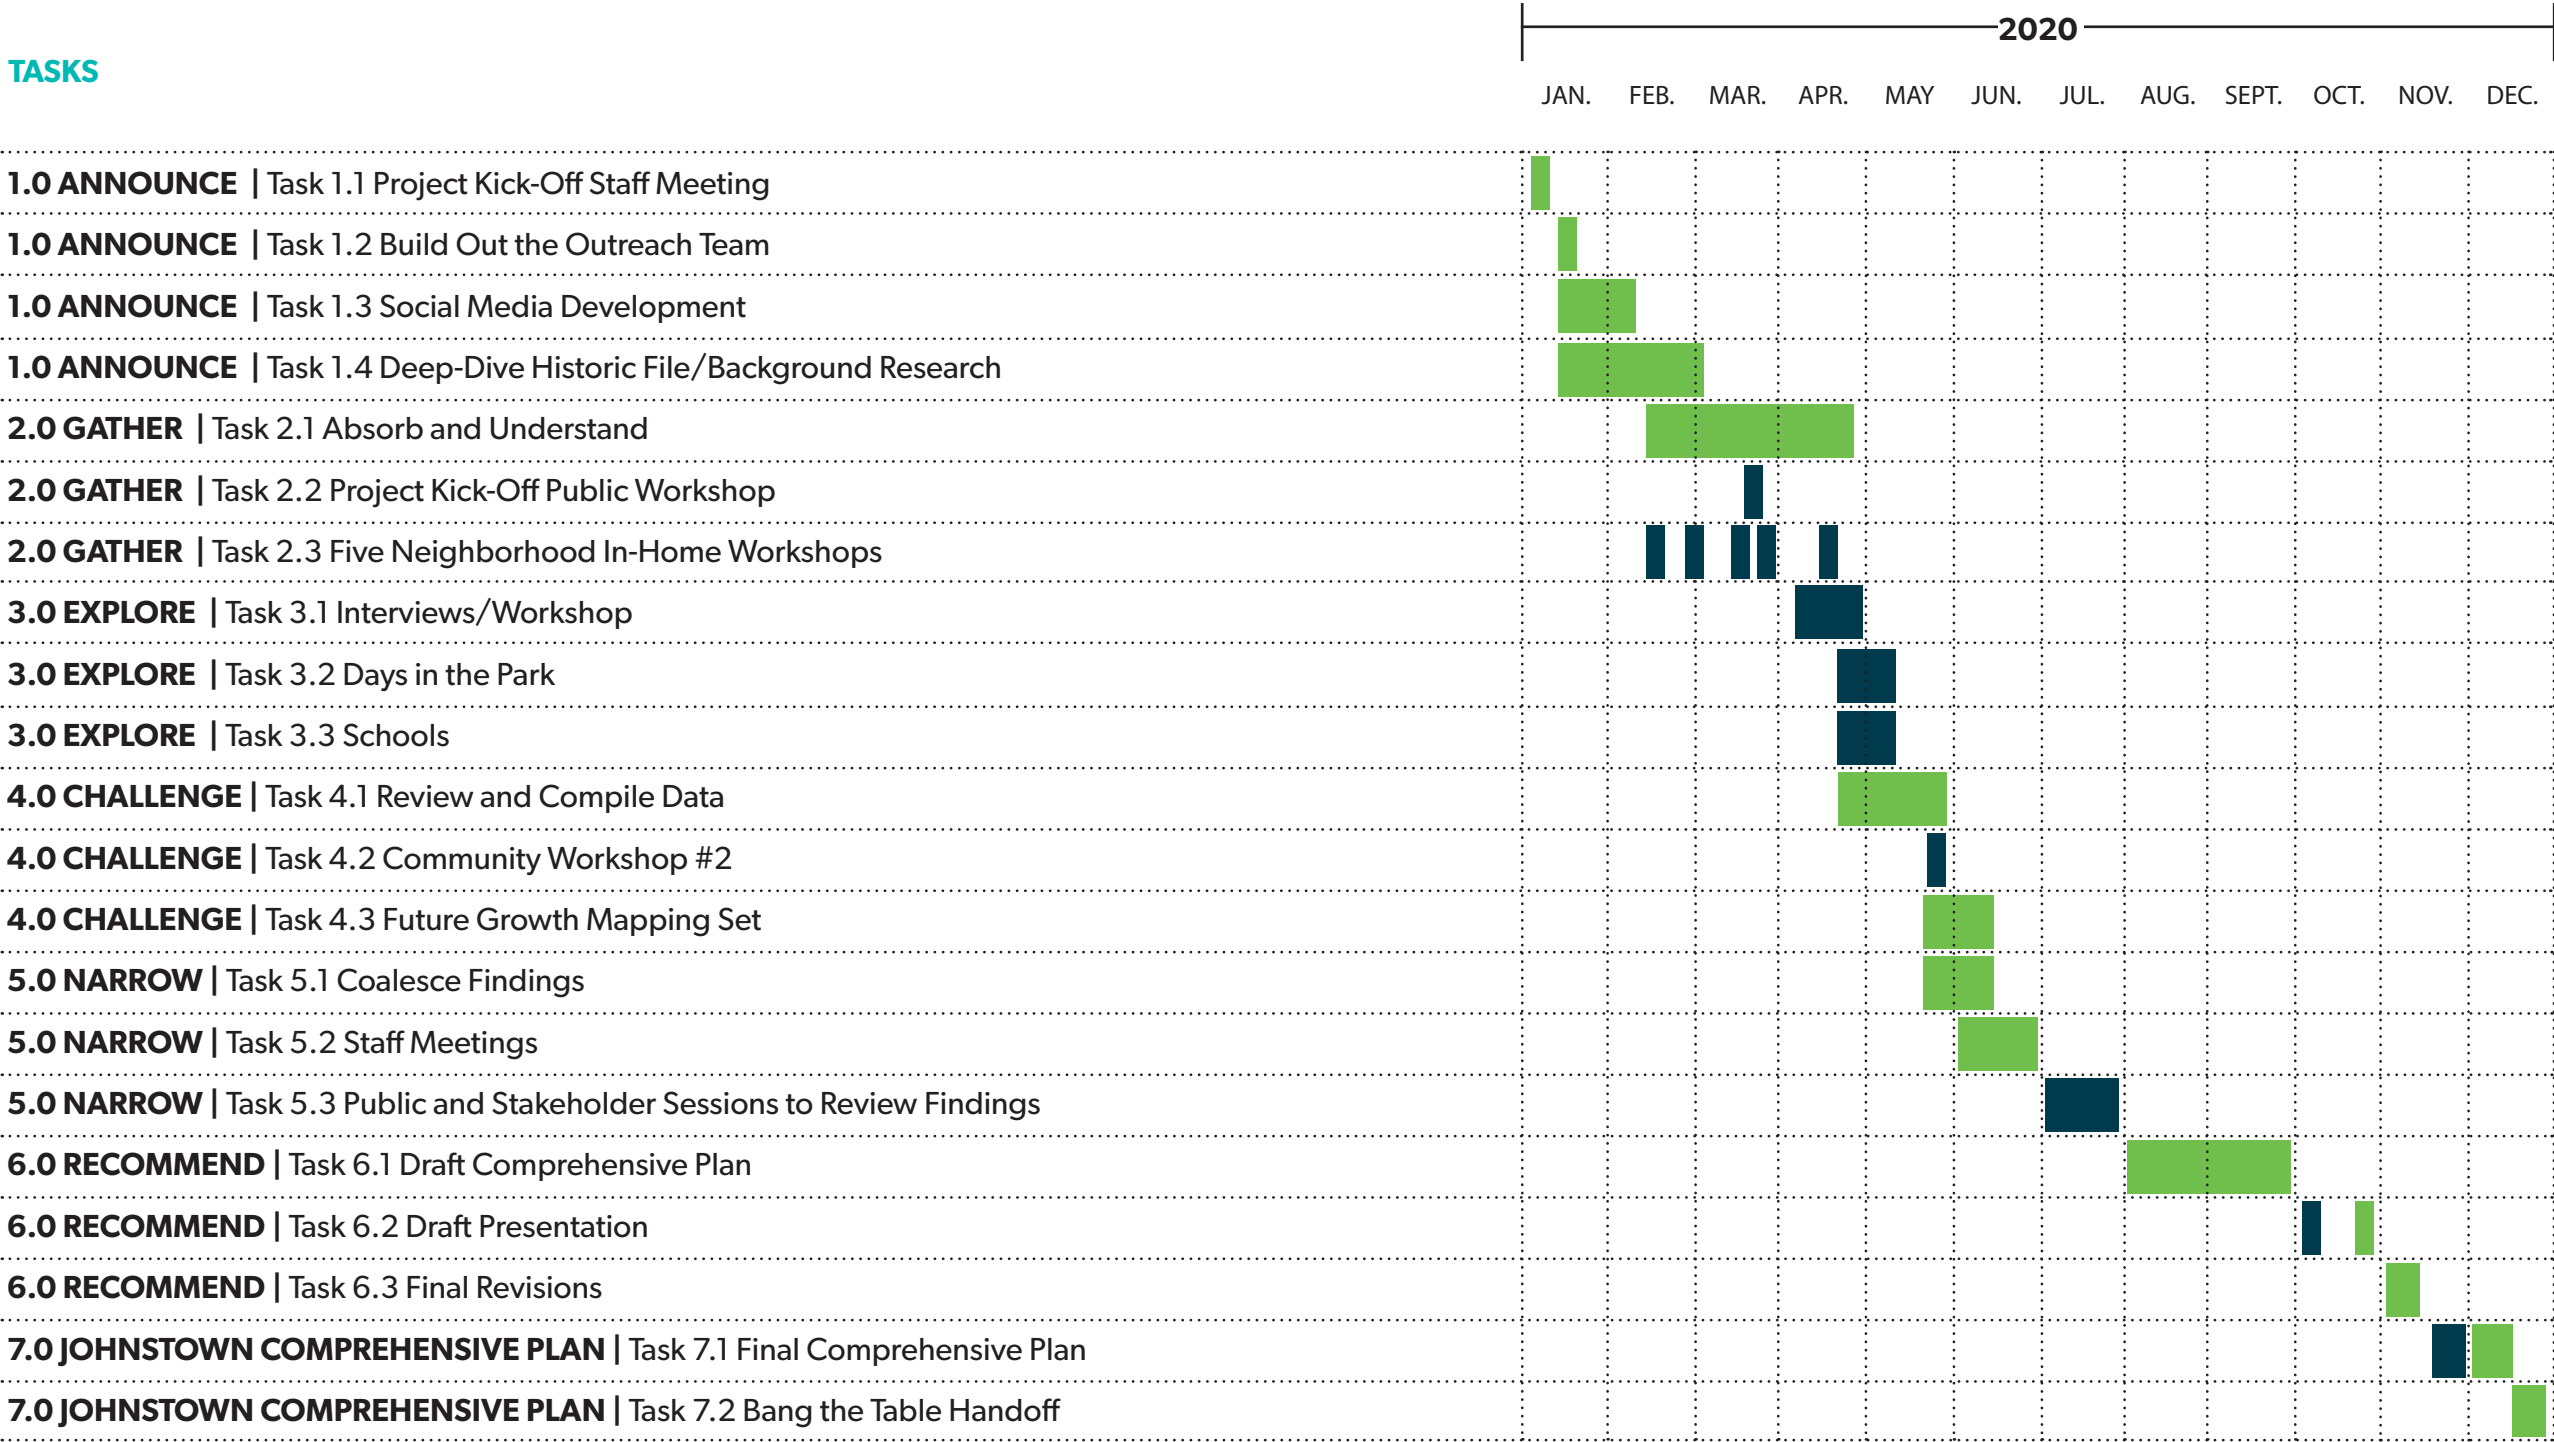 2020
TASKS
JAN. FEB. MAR. APR. MAY JUN. JUL. AUG. SEPT. OCT. NOV. DEC.
1.0 ANNOUNCE | Task 1.1 Project Kick-Off Staff Meeting
1.0 ANNOUNCE | Task 1.2 Build Out the Outreach Team
1.0 ANNOUNCE | Task 1.3 Social Media Development
1.0 ANNOUNCE | Task 1.4 Deep-Dive Historic File/Background Research
2.0 GATHER | Task 2.1 Absorb and Understand
2.0 GATHER | Task 2.2 Project Kick-Off Public Workshop
2.0 GATHER | Task 2.3 Five Neighborhood In-Home Workshops
3.0 EXPLORE | Task 3.1 Interviews/Workshop
3.0 EXPLORE | Task 3.2 Days in the Park
3.0 EXPLORE | Task 3.3 Schools
4.0 CHALLENGE | Task 4.1 Review and Compile Data
4.0 CHALLENGE | Task 4.2 Community Workshop #2
4.0 CHALLENGE | Task 4.3 Future Growth Mapping Set
5.0 NARROW | Task 5.1 Coalesce Findings
5.0 NARROW | Task 5.2 Staff Meetings
5.0 NARROW | Task 5.3 Public and Stakeholder Sessions to Review Findings
6.0 RECOMMEND | Task 6.1 Draft Comprehensive Plan
6.0 RECOMMEND | Task 6.2 Draft Presentation
6.0 RECOMMEND | Task 6.3 Final Revisions
7.0 JOHNSTOWN COMPREHENSIVE PLAN | Task 7.1 Final Comprehensive Plan
7.0 JOHNSTOWN COMPREHENSIVE PLAN | Task 7.2 Bang the Table Handoff